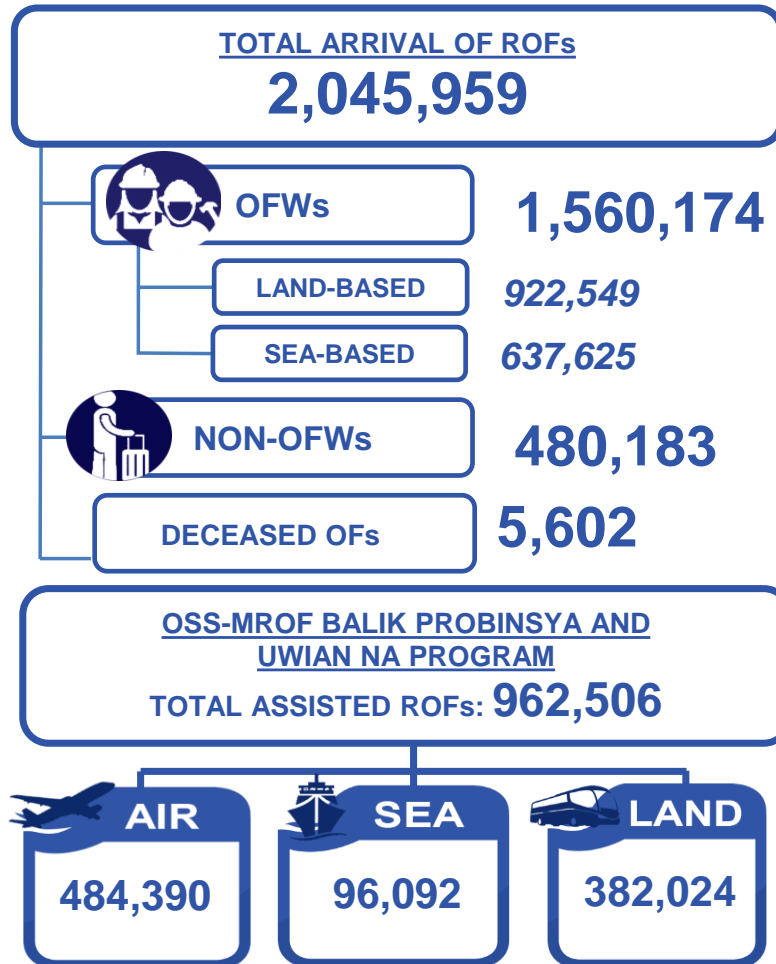 TOTAL ARRIVAL OF ROFs
2,045,959
OFWs 1,560,174
LAND-BASED 922,549
SEA-BASED 637,625
NON-OFWs 480,183
DECEASED OFs 5,602
OSS-MROF BALIK PROBINSYA AND
UWIAN NA PROGRAM
TOTAL ASSISTED ROFs: 962,506
AIR SEA LAND
484,390 96,092 382,024